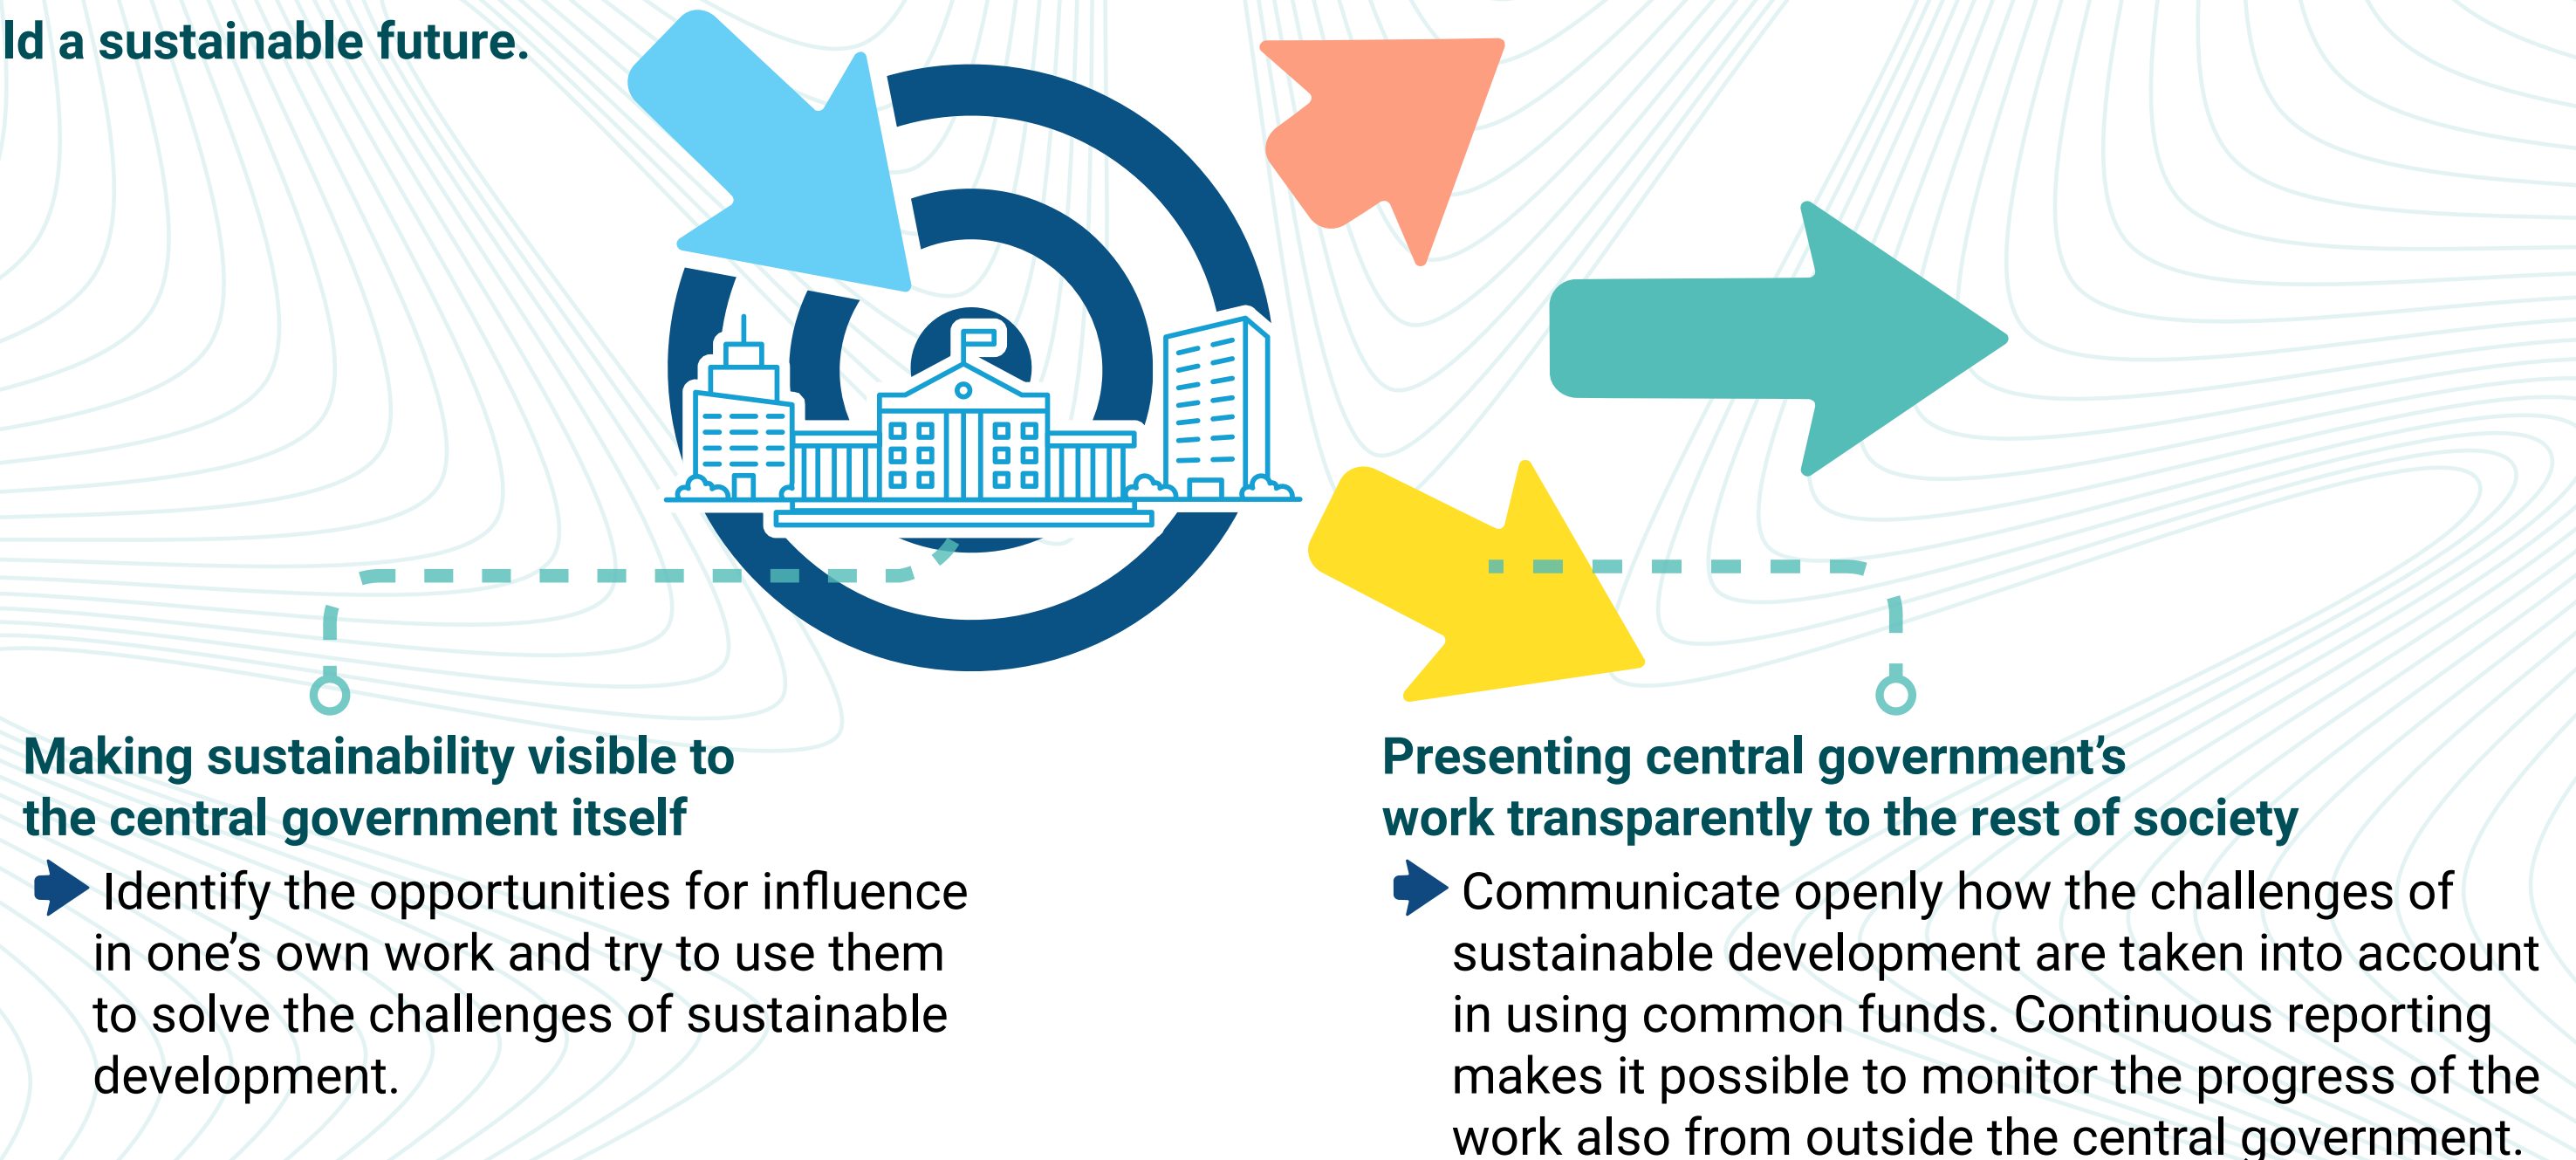 ld a sustainable future.
Making sustainability visible to
the central government itself
Identify the opportunities for influence
in one’s own work and try to use them
to solve the challenges of sustainable
development.
Presenting central government’s
work transparently to the rest of society
Communicate openly how the challenges of
sustainable development are taken into account
in using common funds. Continuous reporting
makes it possible to monitor the progress of the
work also from outside the central government.